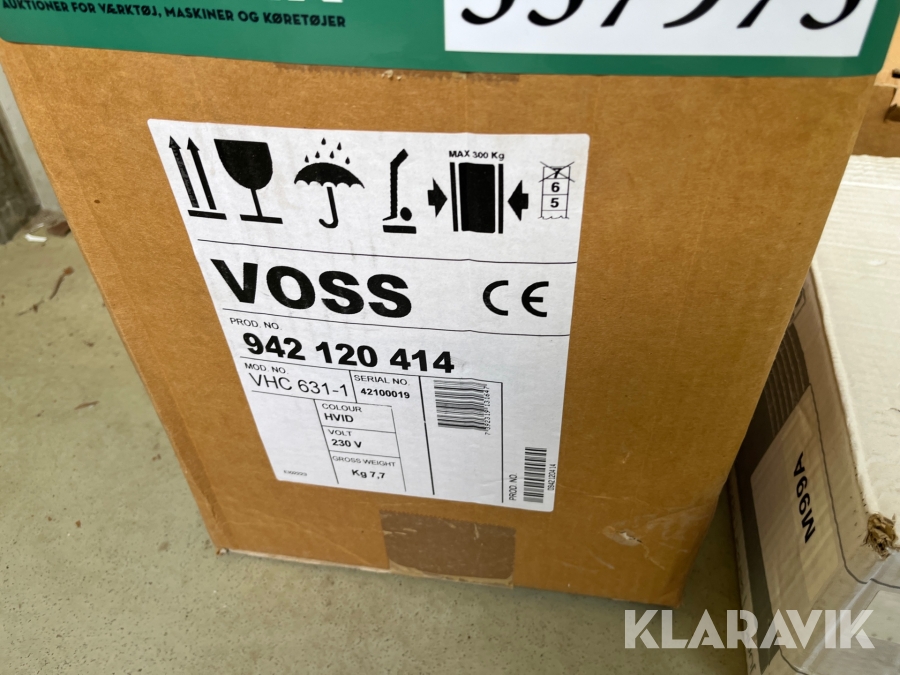 AUKTIONER FOR VÆRKTØJ, MASKINER OG KØRETØJER
MAX 300 Kg
7
6
5
VOSS
CE
PROD. NO.
942 120 414
MOD. NO.
VHC 631-1
SERIAL NO.
42100019
COLOUR
HVID
VOLT
230 V
GROSS WEIGHT
Kg 7,7
PROD. NO
M99A
KLARAVIK